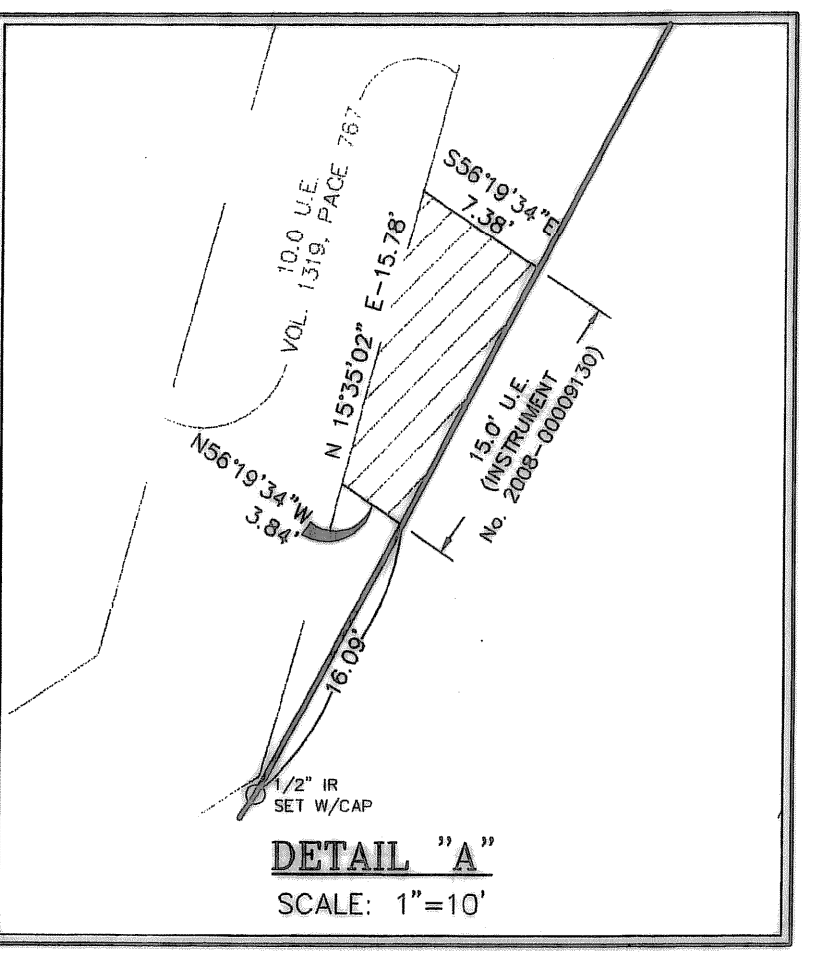 10.0 U.E.
VOL. 1319, PAGE 767
S56°19'34"E
7.38'
N 15°35'02" E-15.78'
15.0' U.E.
(INSTRUMENT
No. 2008-00009130)
N56°19'34"W
3.84'
16.09'
1/2" IR
SET W/CAP
DETAIL "A"
SCALE: 1"=10'